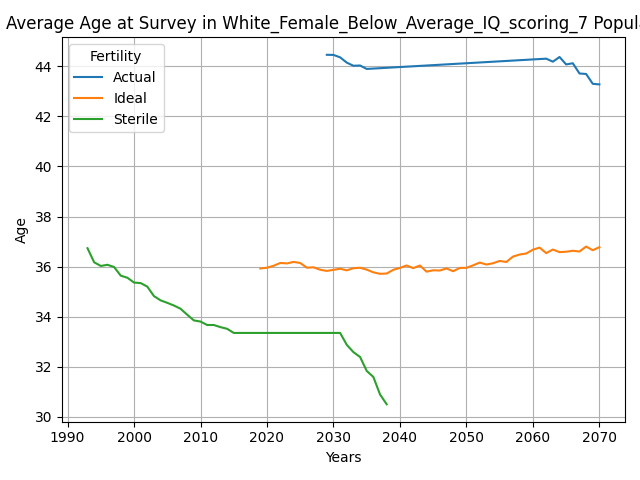 Average Age at Survey in White_Female_Below_Average_IQ_scoring_7 Popul
Fertility
Actual
Ideal
Sterile
Age
44
42
40
38
36
34
32
30
1990 2000 2010 2020 2030 2040 2050 2060 2070
Years